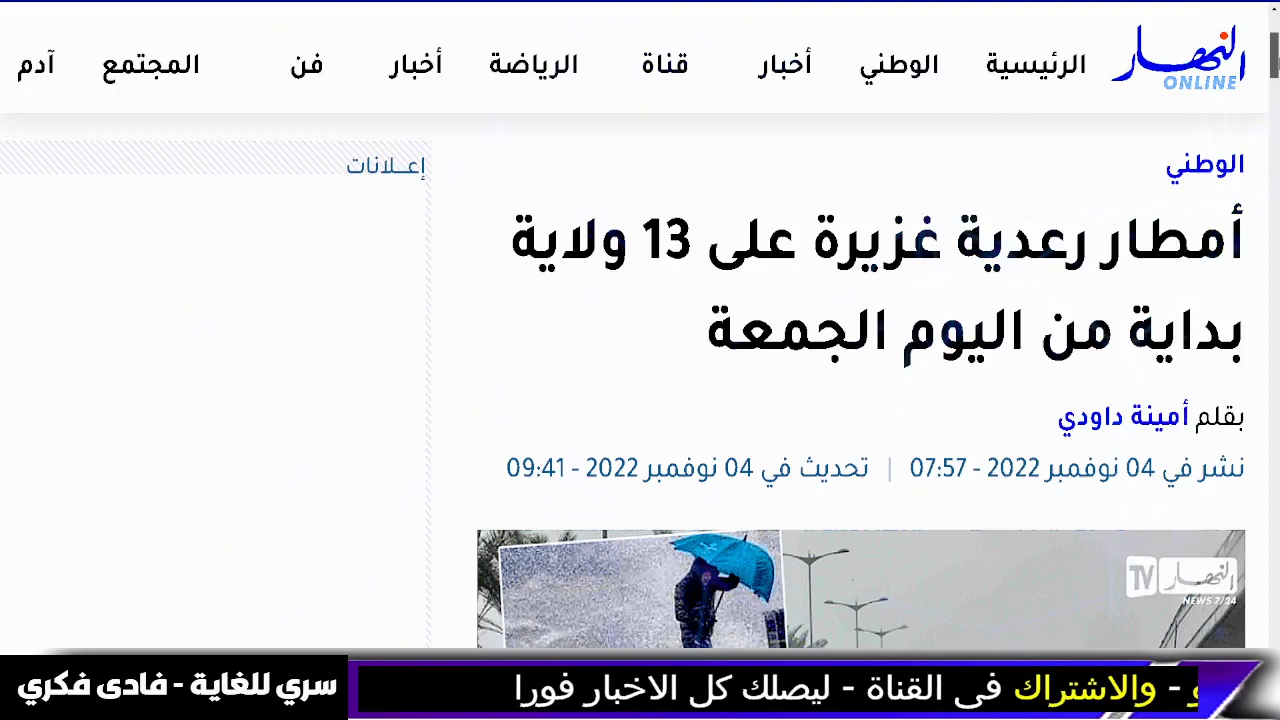 النهار
ONLINE
الرئيسية الوطني أخبار قناة الرياضة أخبار فن المجتمع آدم
الوطني
أمطار رعدية غزيرة على 13 ولاية
بداية من اليوم الجمعة
بقلم أمينة داودي
نشر في 04 نوفمبر 2022 - 07:57 | تحديث في 04 نوفمبر 2022 - 09:41
إعـلانات
النهار TV
NEWS 7/24
و - والاشتراك فى القناة - ليصلك كل الاخبار فورا
سري للغاية - فادى فكري